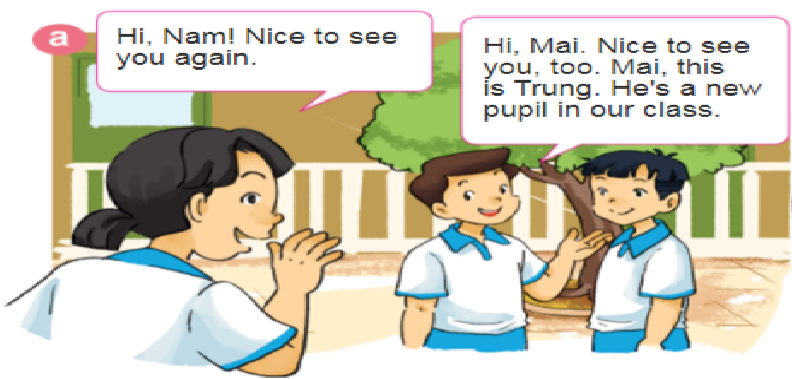 a
Hi, Nam! Nice to see
you again.
Hi, Mai. Nice to see
you, too. Mai, this
is Trung. He's a new
pupil in our class.